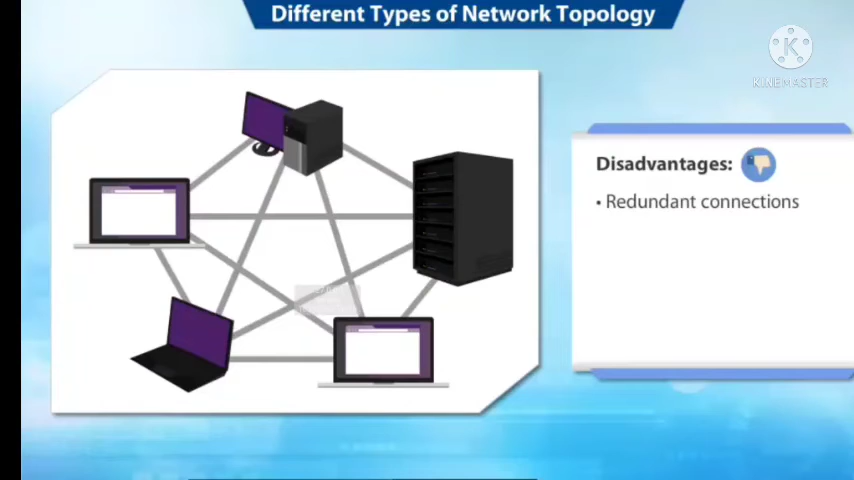 Different Types of Network Topology
KINEMASTER
Disadvantages:
• Redundant connections